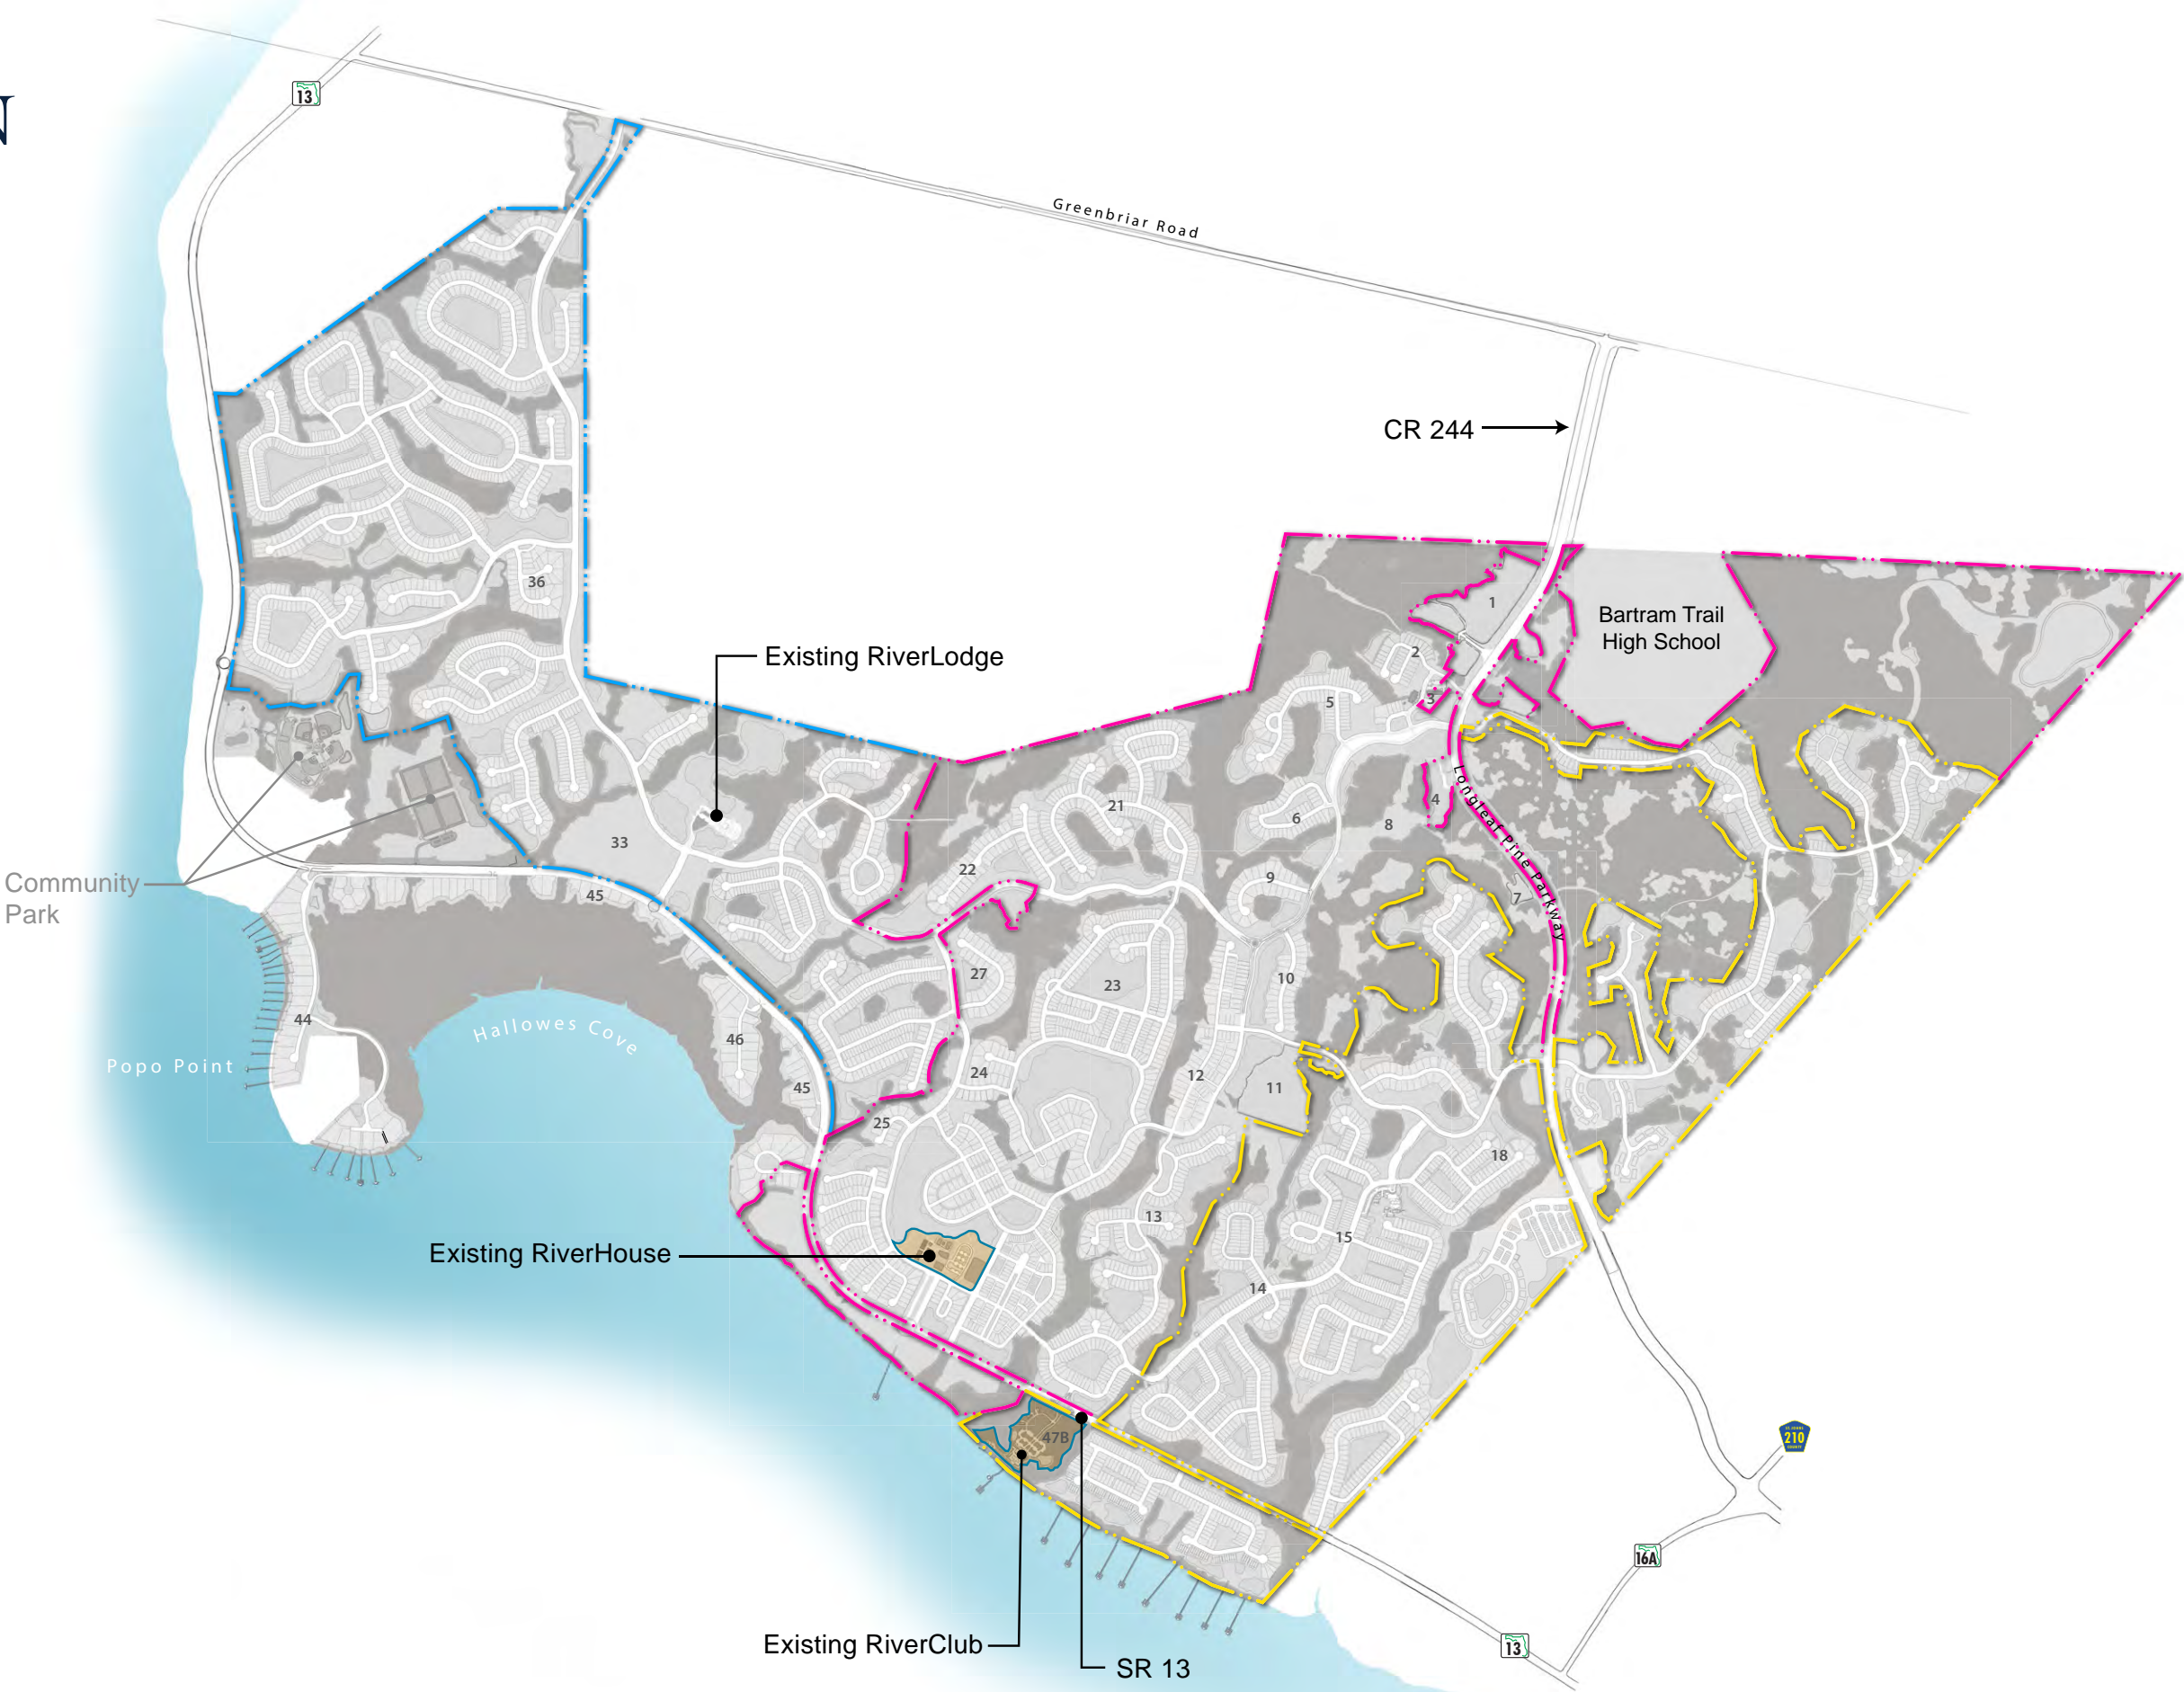 N
13
Greenbriar Road
CR 244
36
1
Bartram Trail
High School
2
Existing RiverLodge
3
5
21
4
Longleaf Pine Parkway
6
8
33
22
9
7
Community
Park
45
27
10
23
44
Hallowes Cove
46
Popo Point
24
12
11
45
25
18
13
15
Existing RiverHouse
14
47B
210
16A
Existing RiverClub
13
SR 13